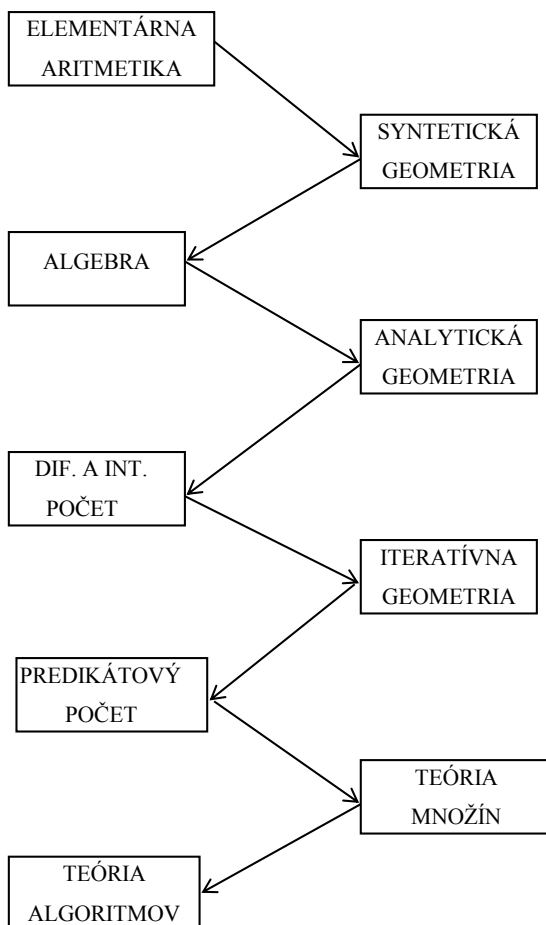 ELEMENTÁRNA
ARITMETIKA
SYNTETICKÁ
GEOMETRIA
ALGEBRA
ANALYTICKÁ
GEOMETRIA
DIF. A INT.
POČET
ITERATÍVNA
GEOMETRIA
PREDIKÁTOVÝ
POČET
TEÓRIA
MNOŽÍN
TEÓRIA
ALGORITMOV